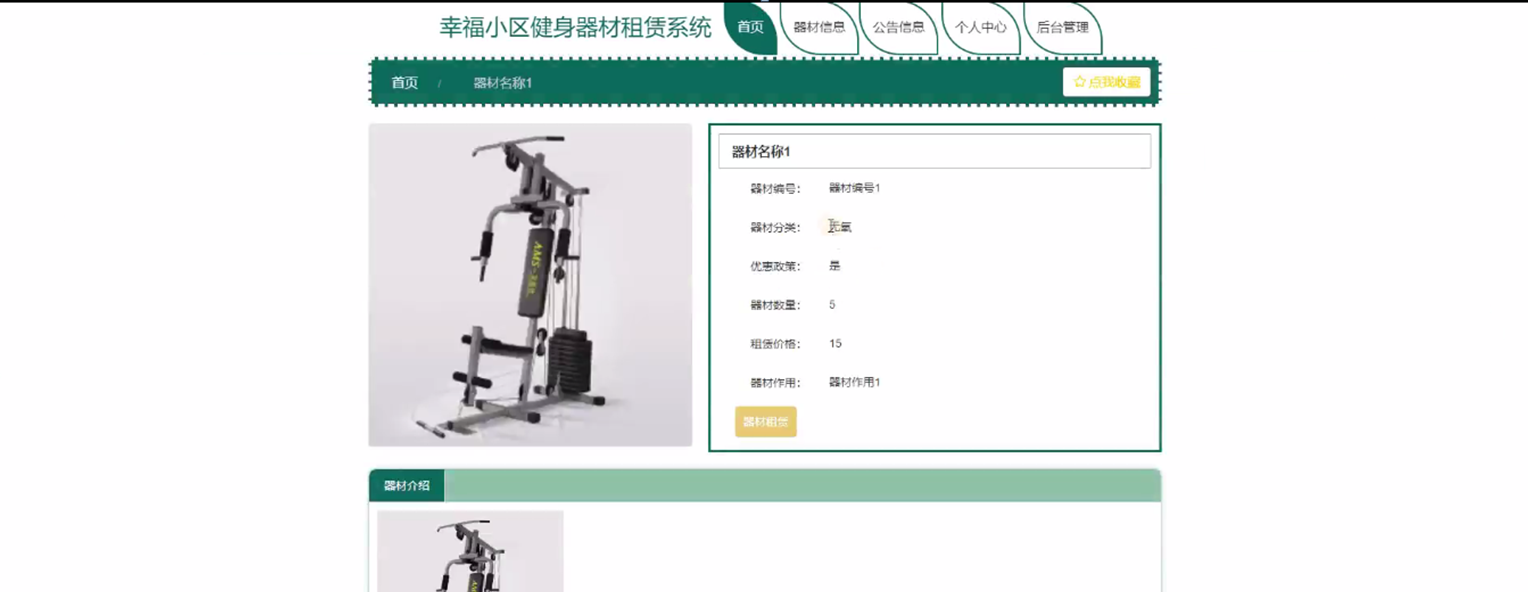 幸福小区健身器材租赁系统 首页 器材信息 公告信息 个人中心 后台管理
首页 / 器材名称1 点我收藏
器材名称1
器材编号： 器材编号1
器材分类： 无氧
优惠政策： 是
器材数量： 5
租赁价格： 15
器材作用： 器材作用1
器材租赁
器材介绍
AMS